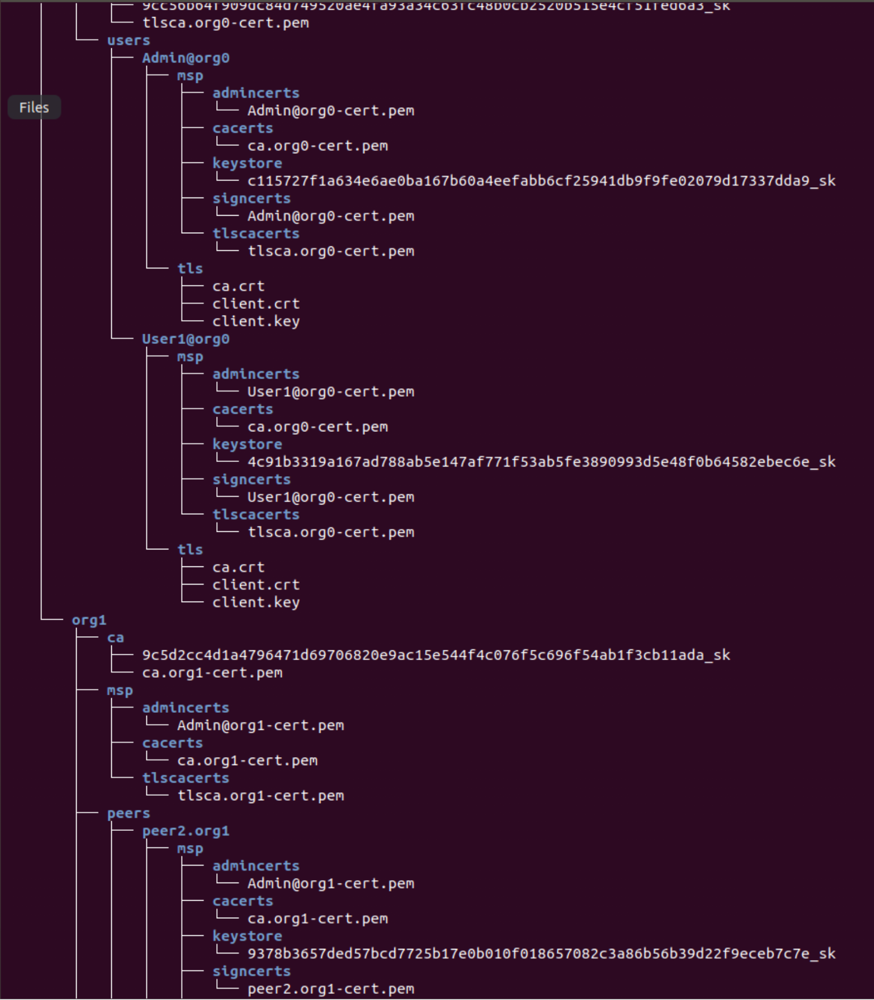 tlsca.org0-cert.pem
users
Admin@org0
msp
admincerts
Files
Admin@org0-cert.pem
cacerts
ca.org0-cert.pem
keystore
c115727f1a634e6ae0ba167b60a4eefabb6cf25941db9f9fe02079d17337dda9_sk
signcerts
Admin@org0-cert.pem
tlscacerts
tlsca.org0-cert.pem
tls
ca.crt
client.crt
client.key
User1@org0
msp
admincerts
User1@org0-cert.pem
cacerts
ca.org0-cert.pem
keystore
4c91b3319a167ad788ab5e147af771f53ab5fe3890993d5e48f0b64582ebec6e_sk
signcerts
User1@org0-cert.pem
tlscacerts
tlsca.org0-cert.pem
tls
ca.crt
client.crt
client.key
org1
ca
9c5d2cc4d1a4796471d69706820e9ac15e544f4c076f5c696f54ab1f3cb11ada_sk
ca.org1-cert.pem
msp
admincerts
Admin@org1-cert.pem
cacerts
ca.org1-cert.pem
tlscacerts
tlsca.org1-cert.pem
peers
peer2.org1
msp
admincerts
Admin@org1-cert.pem
cacerts
ca.org1-cert.pem
keystore
9378b3657ded57bcd7725b17e0b010f018657082c3a86b56b39d22f9eceb7c7e_sk
signcerts
peer2.org1-cert.pem